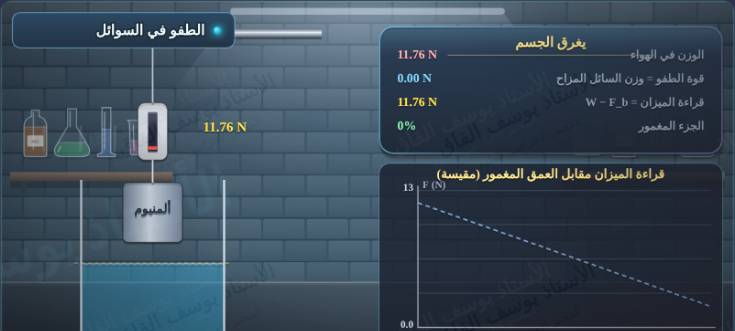 الطفو في السوائل
11.76 N
ألمنيوم
يغرق الجسم
الوزن في الهواء 11.76 N
قوة الطفو = وزن السائل المزاح 0.00 N
قراءة الميزان = W − F_b 11.76 N
الجزء المغمور 0%
قراءة الميزان مقابل العمق المغمور (مقيسة)
F (N)
13
0.0